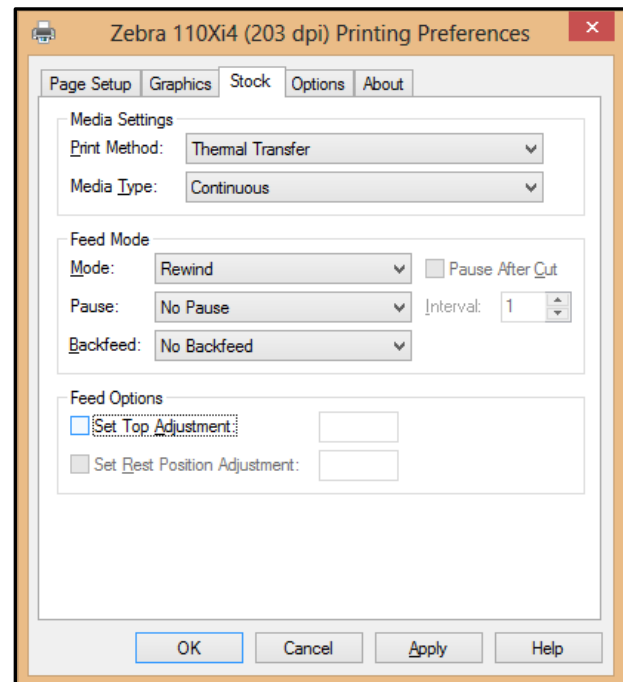 Zebra 110Xi4 (203 dpi) Printing Preferences
Page Setup Graphics Stock Options About
Media Settings
Print Method: Thermal Transfer
Media Type: Continuous
Feed Mode
Mode: Rewind Pause After Cut
Pause: No Pause Interval: 1
Backfeed: No Backfeed
Feed Options
Set Top Adjustment:
Set Rest Position Adjustment:
OK Cancel Apply Help